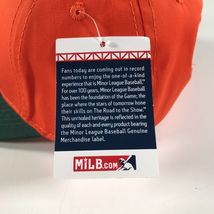 Fans today are coming out in record
numbers to enjoy the one-of-a-kind
experience that is Minor League Baseball™.
For over 100 years, Minor League Baseball
has been the foundation of the Game; the
place where the stars of tomorrow hone
their skills on The Road to the Show.™
This unrivaled heritage is reflected in the
quality of each and every product bearing
the Minor League Baseball Genuine
Merchandise label.
MiLB.COM